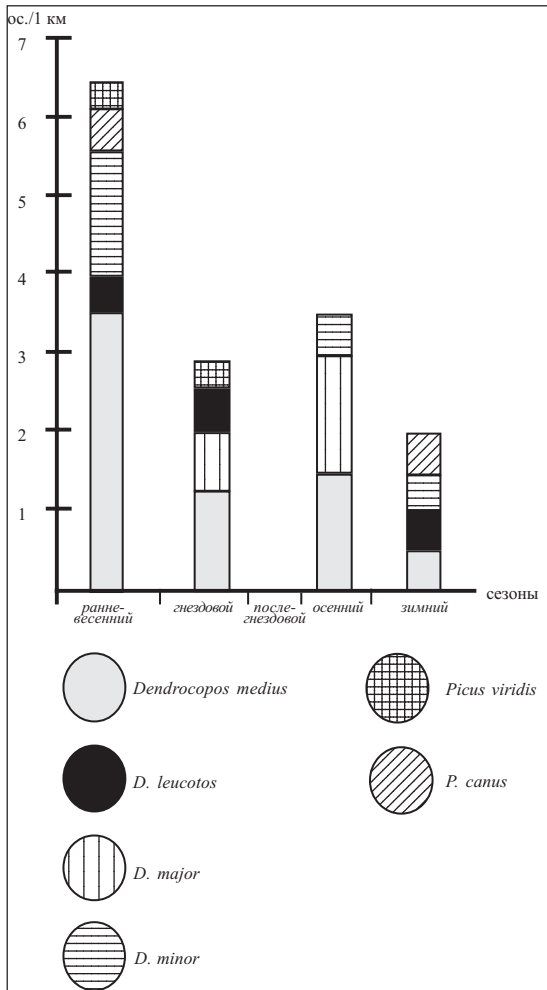 ос./1 км
7
6
5
4
3
2
1
сезоны
ранне-
весенний
гнездовой
после-
гнездовой
осенний
зимний
Dendrocopos medius
Picus viridis
D. leucotos
P. canus
D. major
D. minor